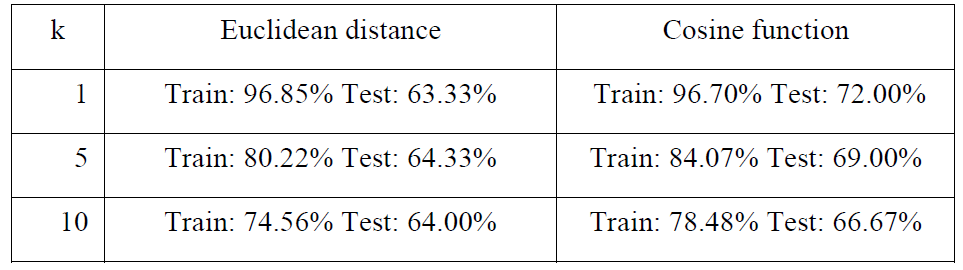 k Euclidean distance Cosine function
1 Train: 96.85% Test: 63.33% Train: 96.70% Test: 72.00%
5 Train: 80.22% Test: 64.33% Train: 84.07% Test: 69.00%
10 Train: 74.56% Test: 64.00% Train: 78.48% Test: 66.67%